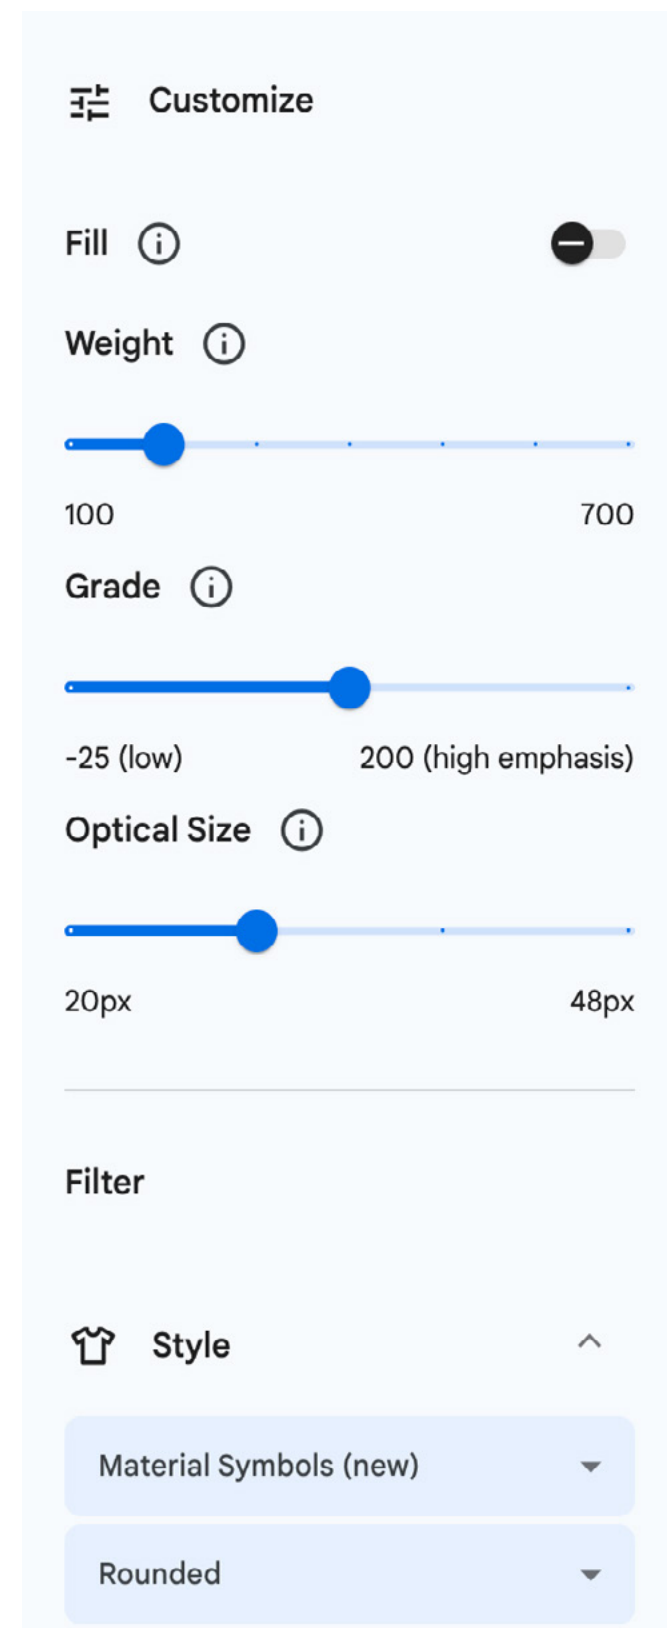 Customize
Fill
Weight
100 700
Grade
-25 (low) 200 (high emphasis)
Optical Size
20px 48px
Filter
Style
Material Symbols (new)
Rounded